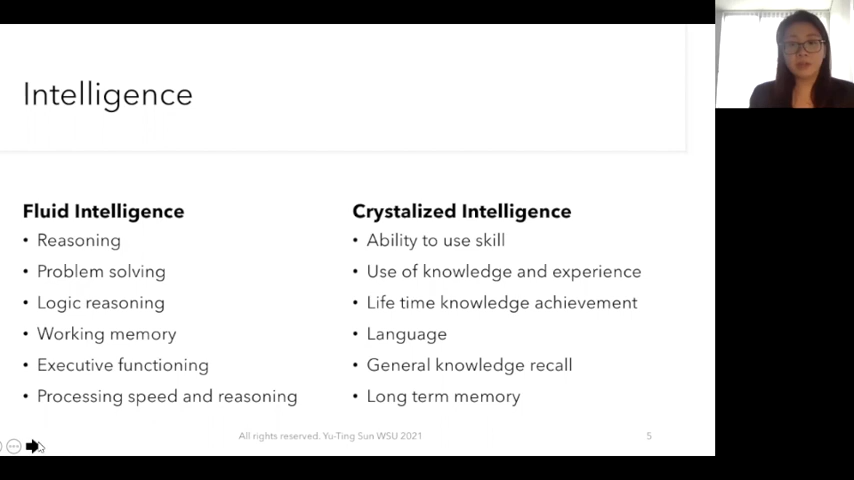 Intelligence
Fluid Intelligence
• Reasoning
• Problem solving
• Logic reasoning
• Working memory
• Executive functioning
• Processing speed and reasoning
Crystalized Intelligence
• Ability to use skill
• Use of knowledge and experience
• Life time knowledge achievement
• Language
• General knowledge recall
• Long term memory
All rights reserved. Yu-Ting Sun WSU 2021
5